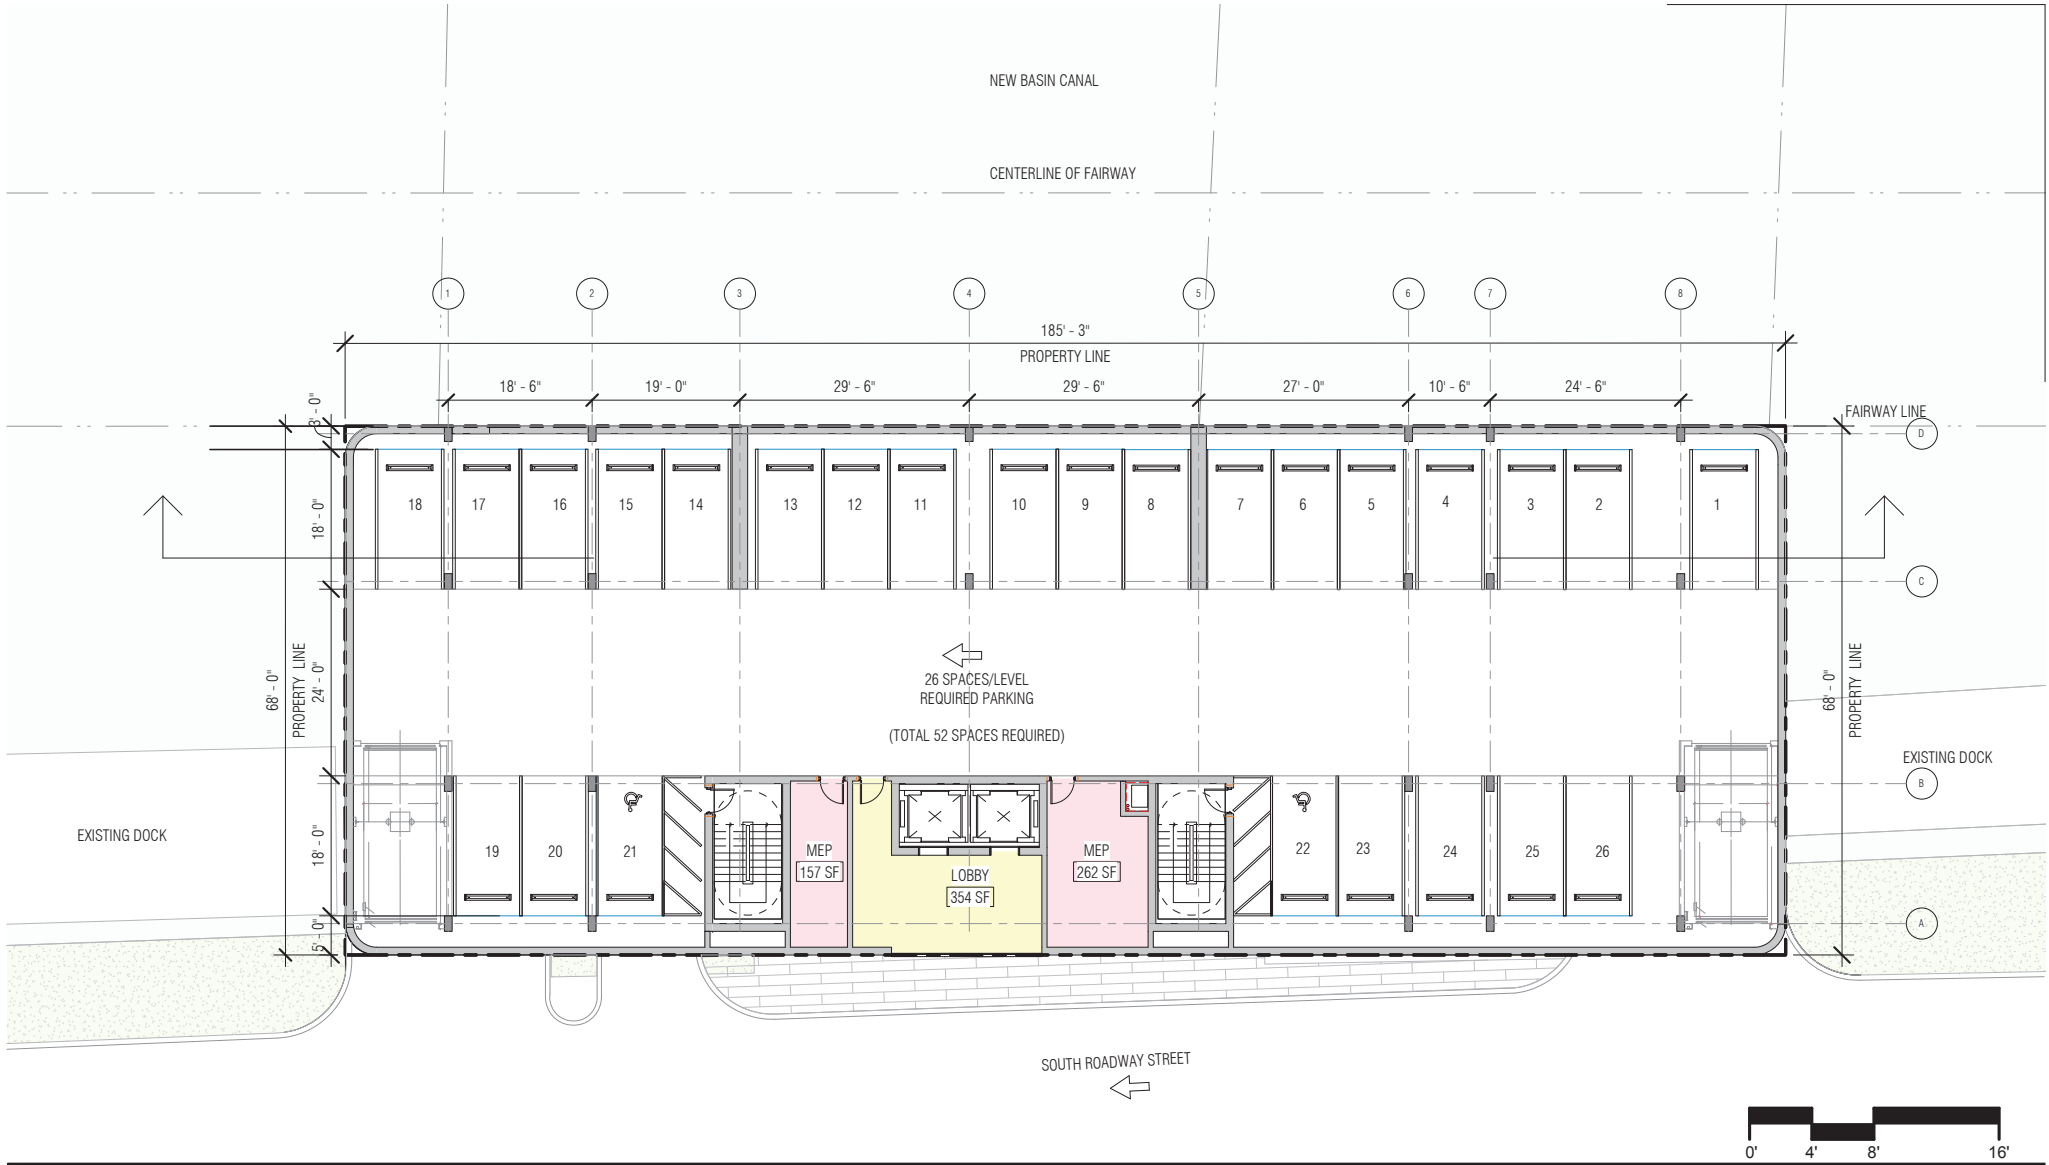 NEW BASIN CANAL
CENTERLINE OF FAIRWAY
1 2 3 4 5 6 7 8
185' - 3"
PROPERTY LINE
18' - 6" 19' - 0" 29' - 6" 29' - 6" 27' - 0" 10' - 6" 24' - 6"
3' - 0"
FAIRWAY LINE
D
18 17 16 15 14 13 12 11 10 9 8 7 6 5 4 3 2 1
18' - 0"
C
68' - 0"
PROPERTY LINE
24' - 0"
26 SPACES/LEVEL
REQUIRED PARKING
(TOTAL 52 SPACES REQUIRED)
68' - 0"
PROPERTY LINE
EXISTING DOCK
B
EXISTING DOCK
18' - 0"
19 20 21
MEP
157 SF
LOBBY
354 SF
MEP
262 SF
22 23 24 25 26
A
5' - 0"
SOUTH ROADWAY STREET
0' 4' 8' 16'